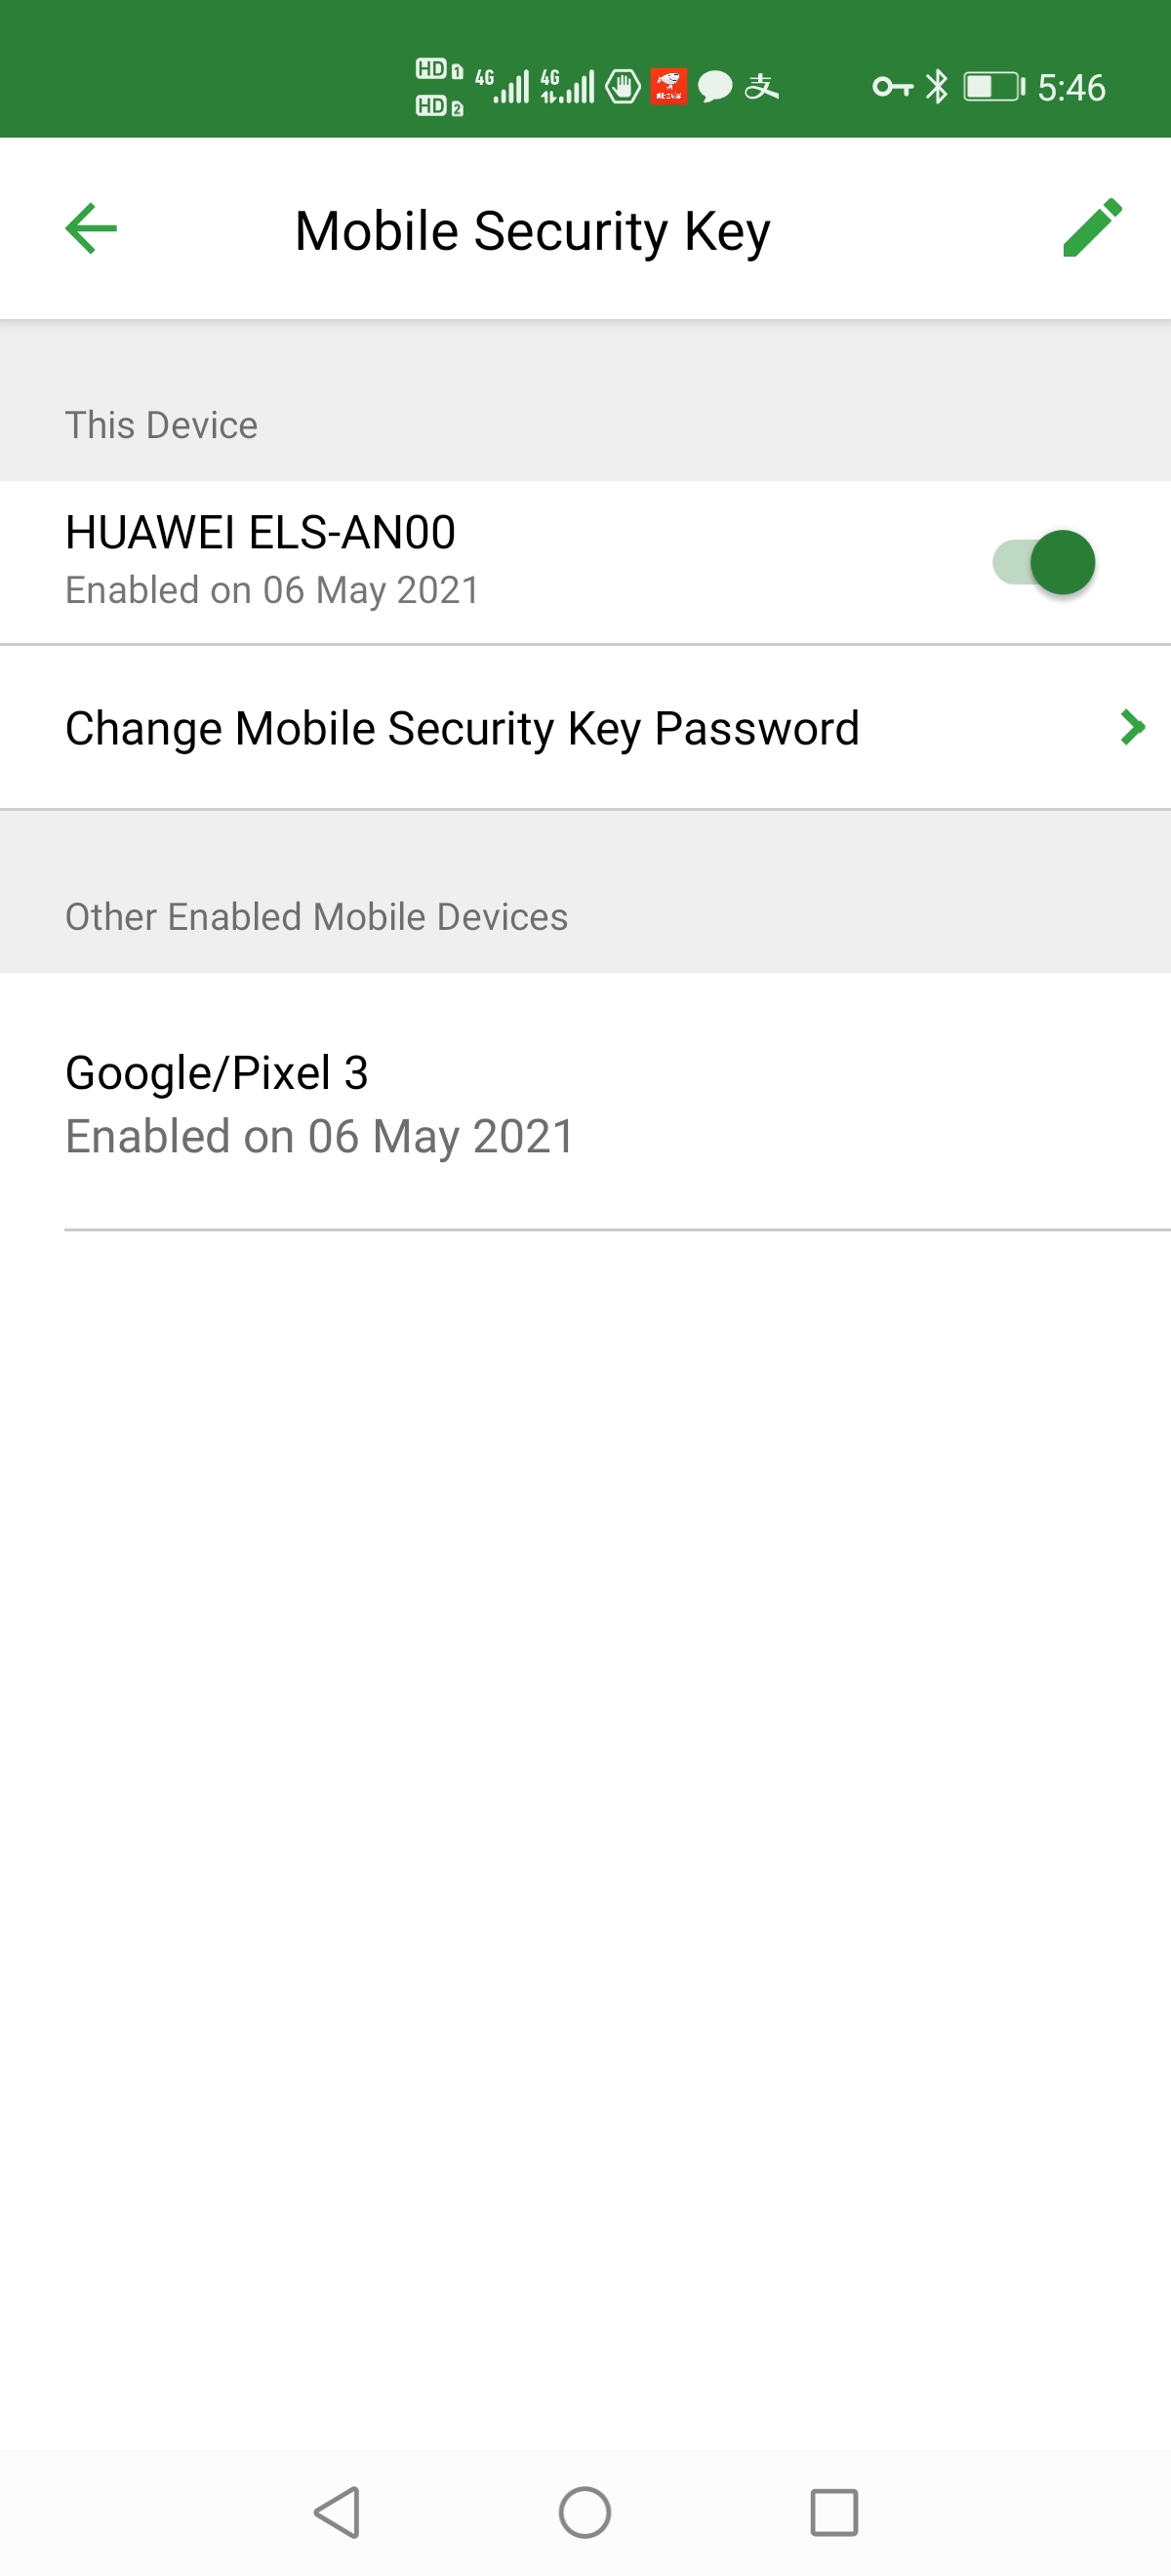 HD 1 4G 4G 支 5:46
HD 2
Mobile Security Key
This Device
HUAWEI ELS-AN00
Enabled on 06 May 2021
Change Mobile Security Key Password
Other Enabled Mobile Devices
Google/Pixel 3
Enabled on 06 May 2021